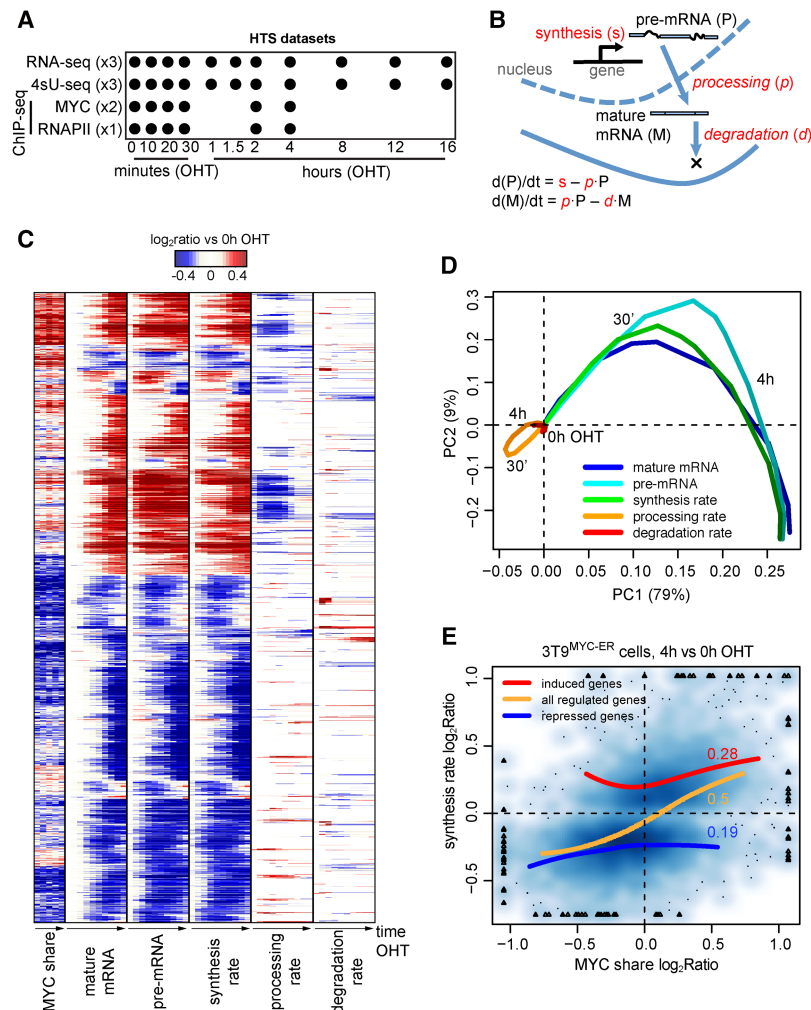 A
HTS datasets
RNA-seq (x3)
4sU-seq (x3)
ChIP-seq
MYC (x2)
RNAPII (x1)
0 10 20 30 1 1.5 2 4 8 12 16
minutes (OHT) hours (OHT)
B
synthesis (s)
pre-mRNA (P)
nucleus
gene
processing (p)
mature
mRNA (M)
degradation (d)
d(P)/dt = s – p·P
d(M)/dt = p·P – d·M
C
log2ratio vs 0h OHT
-0.4 0 0.4
MYC share
mature
mRNA
pre-mRNA
synthesis
rate
processing
rate
degradation
rate
time
OHT
D
PC2 (9%)
0.3
0.2
0.1
0.0
−0.1
−0.2
30'
4h
4h
30'
0h OHT
mature mRNA
pre-mRNA
synthesis rate
processing rate
degradation rate
−0.05 0.00 0.05 0.10 0.15 0.20 0.25
PC1 (79%)
E
3T9MYC-ER cells, 4h vs 0h OHT
synthesis rate log2Ratio
1.0
0.5
0.0
−0.5
induced genes
all regulated genes
repressed genes
0.28
0.5
0.19
−1.0 −0.5 0.0 0.5 1.0
MYC share log2Ratio